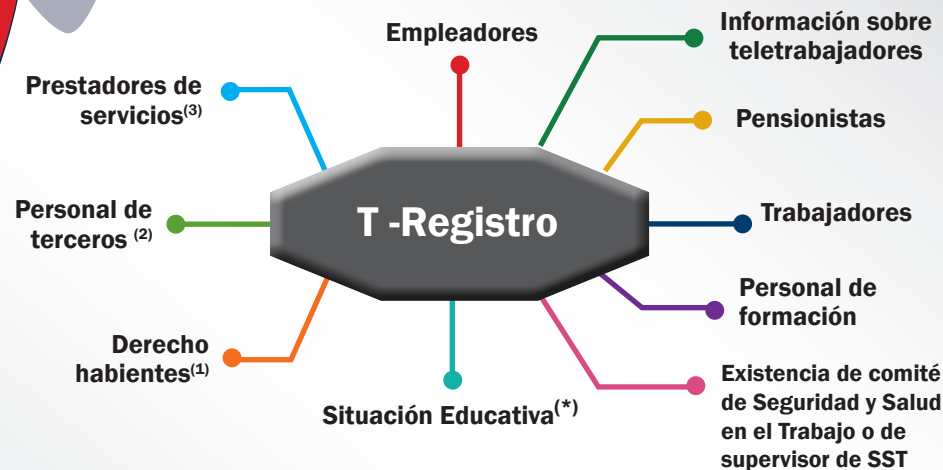 Empleadores
Información sobre
teletrabajadores
Prestadores de
servicios(3)
Pensionistas
T -Registro
Personal de
terceros (2)
Trabajadores
Personal de
formación
Derecho
habientes(1)
Situación Educativa(*)
Existencia de comité
de Seguridad y Salud
en el Trabajo o de
supervisor de SST